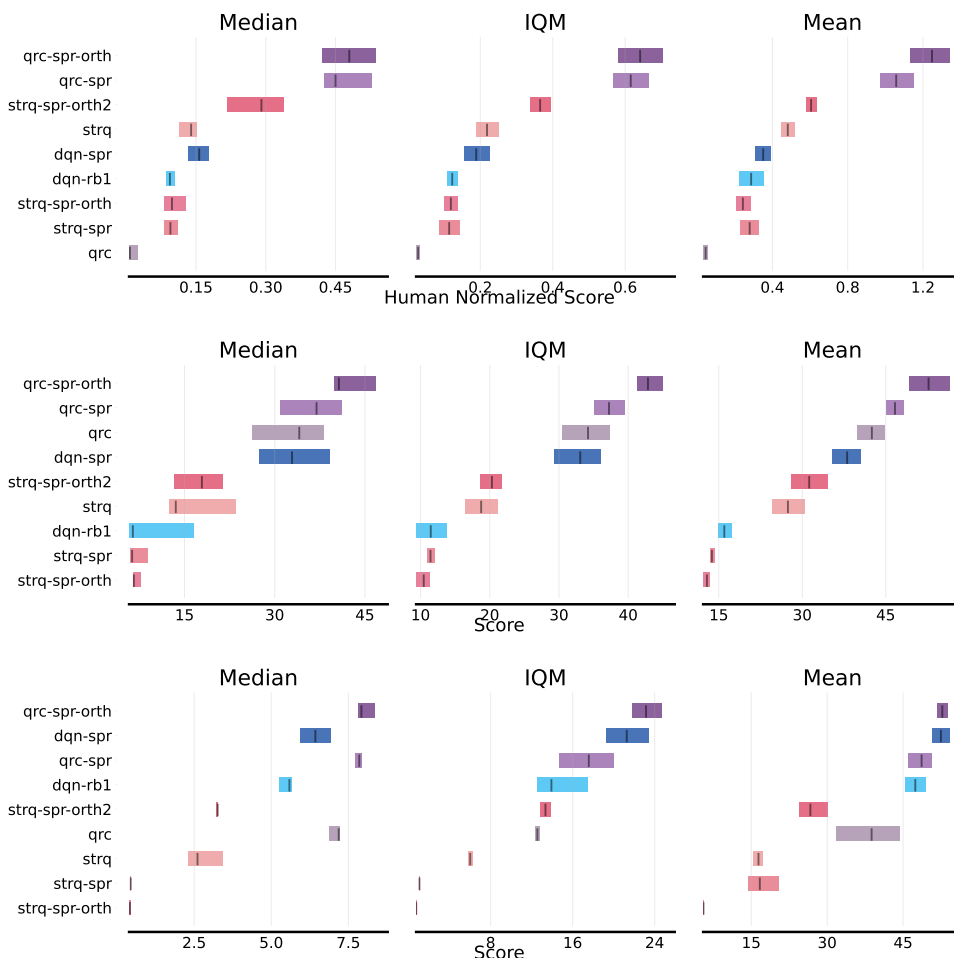 Median IQM Mean
qrc-spr-orth
qrc-spr
strq-spr-orth2
strq
dqn-spr
dqn-rb1
strq-spr-orth
strq-spr
qrc
0.15 0.30 0.45 0.2 0.4 0.6 0.4 0.8 1.2
Human Normalized Score
Median IQM Mean
qrc-spr-orth
qrc-spr
qrc
dqn-spr
strq-spr-orth2
strq
dqn-rb1
strq-spr
strq-spr-orth
15 30 45 10 20 30 40 15 30 45
Score
Median IQM Mean
qrc-spr-orth
dqn-spr
qrc-spr
dqn-rb1
strq-spr-orth2
qrc
strq
strq-spr
strq-spr-orth
2.5 5.0 7.5 8 16 24 15 30 45
Score